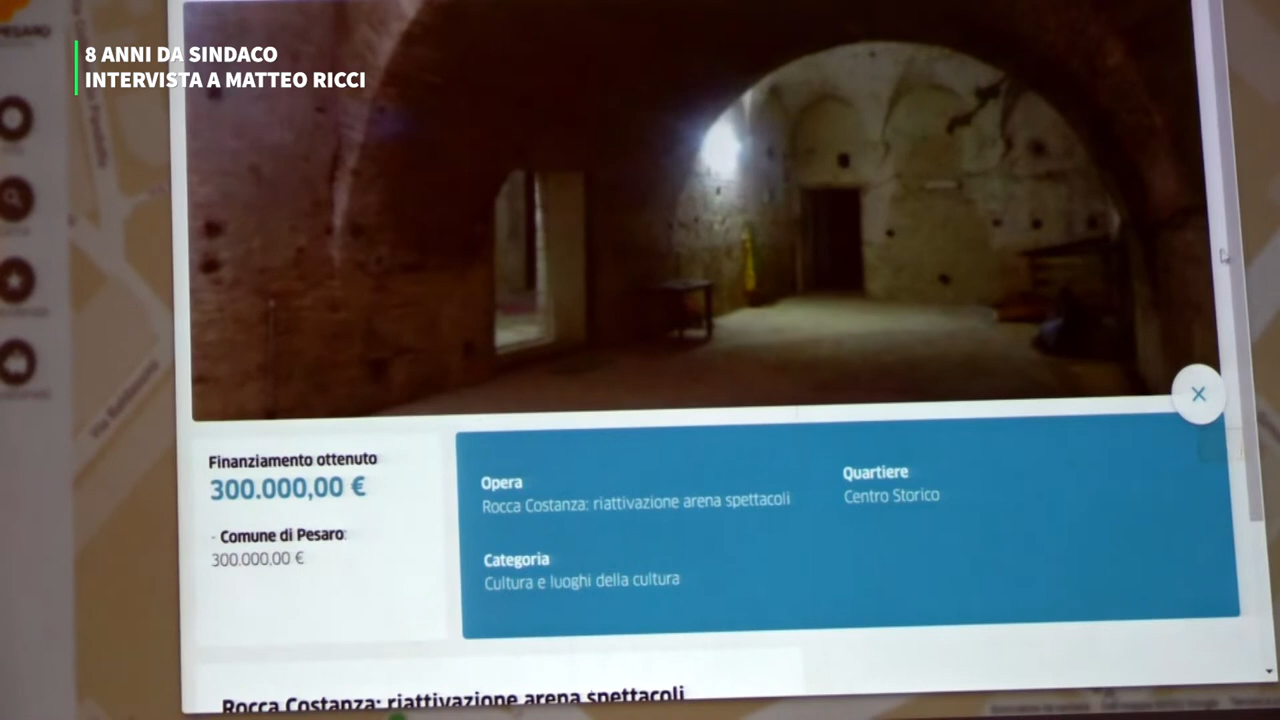 PESARO
8 ANNI DA SINDACO
INTERVISTA A MATTEO RICCI
Finanziamento ottenuto
300.000,00 €
- Comune di Pesaro:
300.000,00 €
Opera
Rocca Costanza: riattivazione arena spettacoli
Quartiere
Centro Storico
Categoria
Cultura e luoghi della cultura
Rocca Costanza: riattivazione arena spettacoli